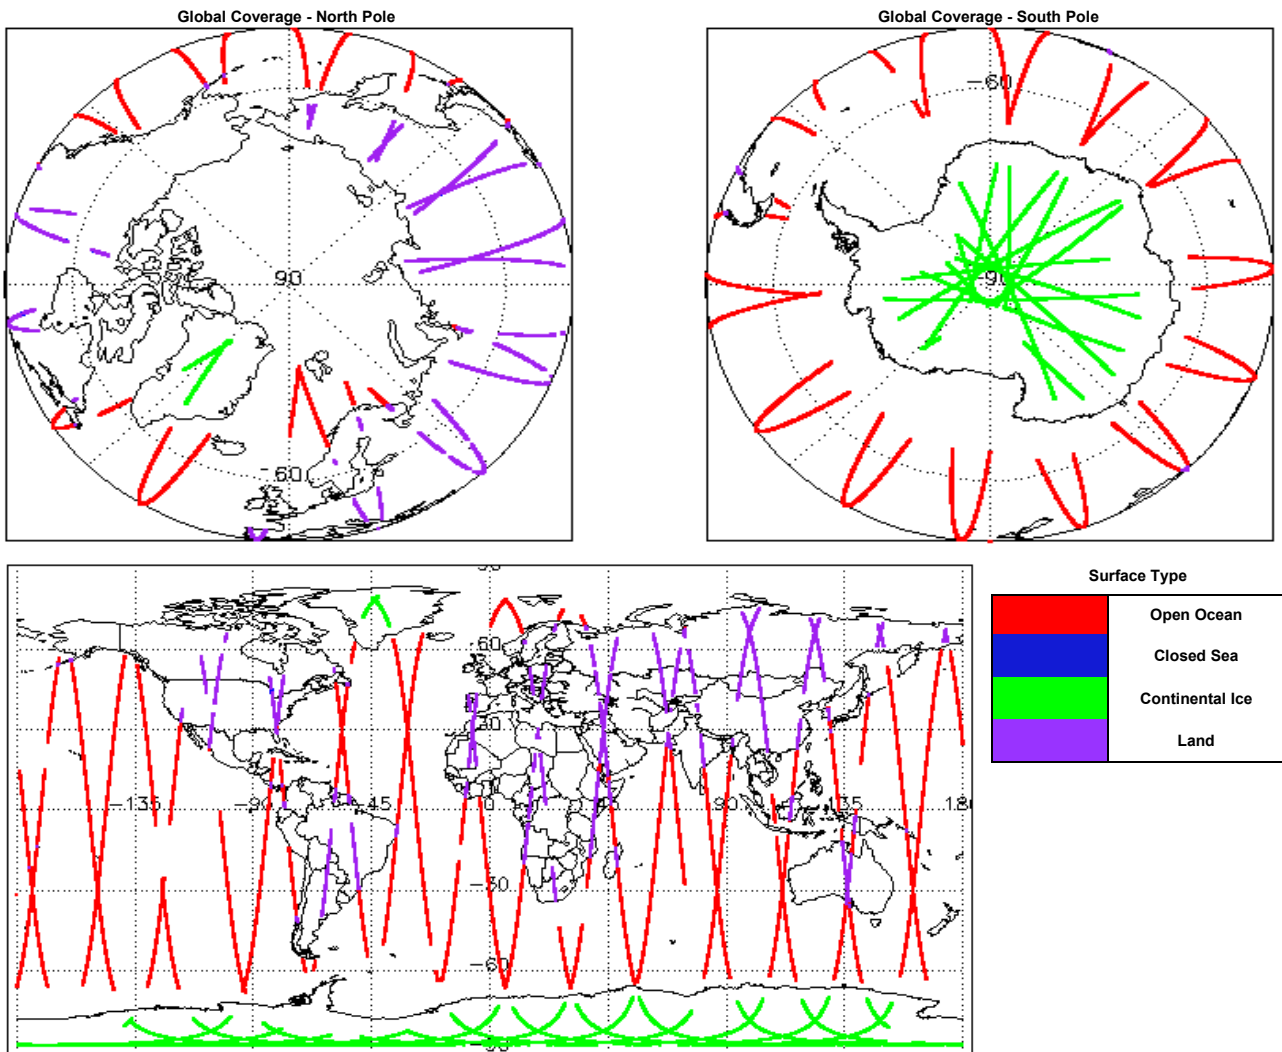 Global Coverage - North Pole
Global Coverage - South Pole
90
60
-60
-90
60
30
-135
-90
-45
0
45
90
135
180
-30
-60
Surface Type
Open Ocean
Closed Sea
Continental Ice
Land